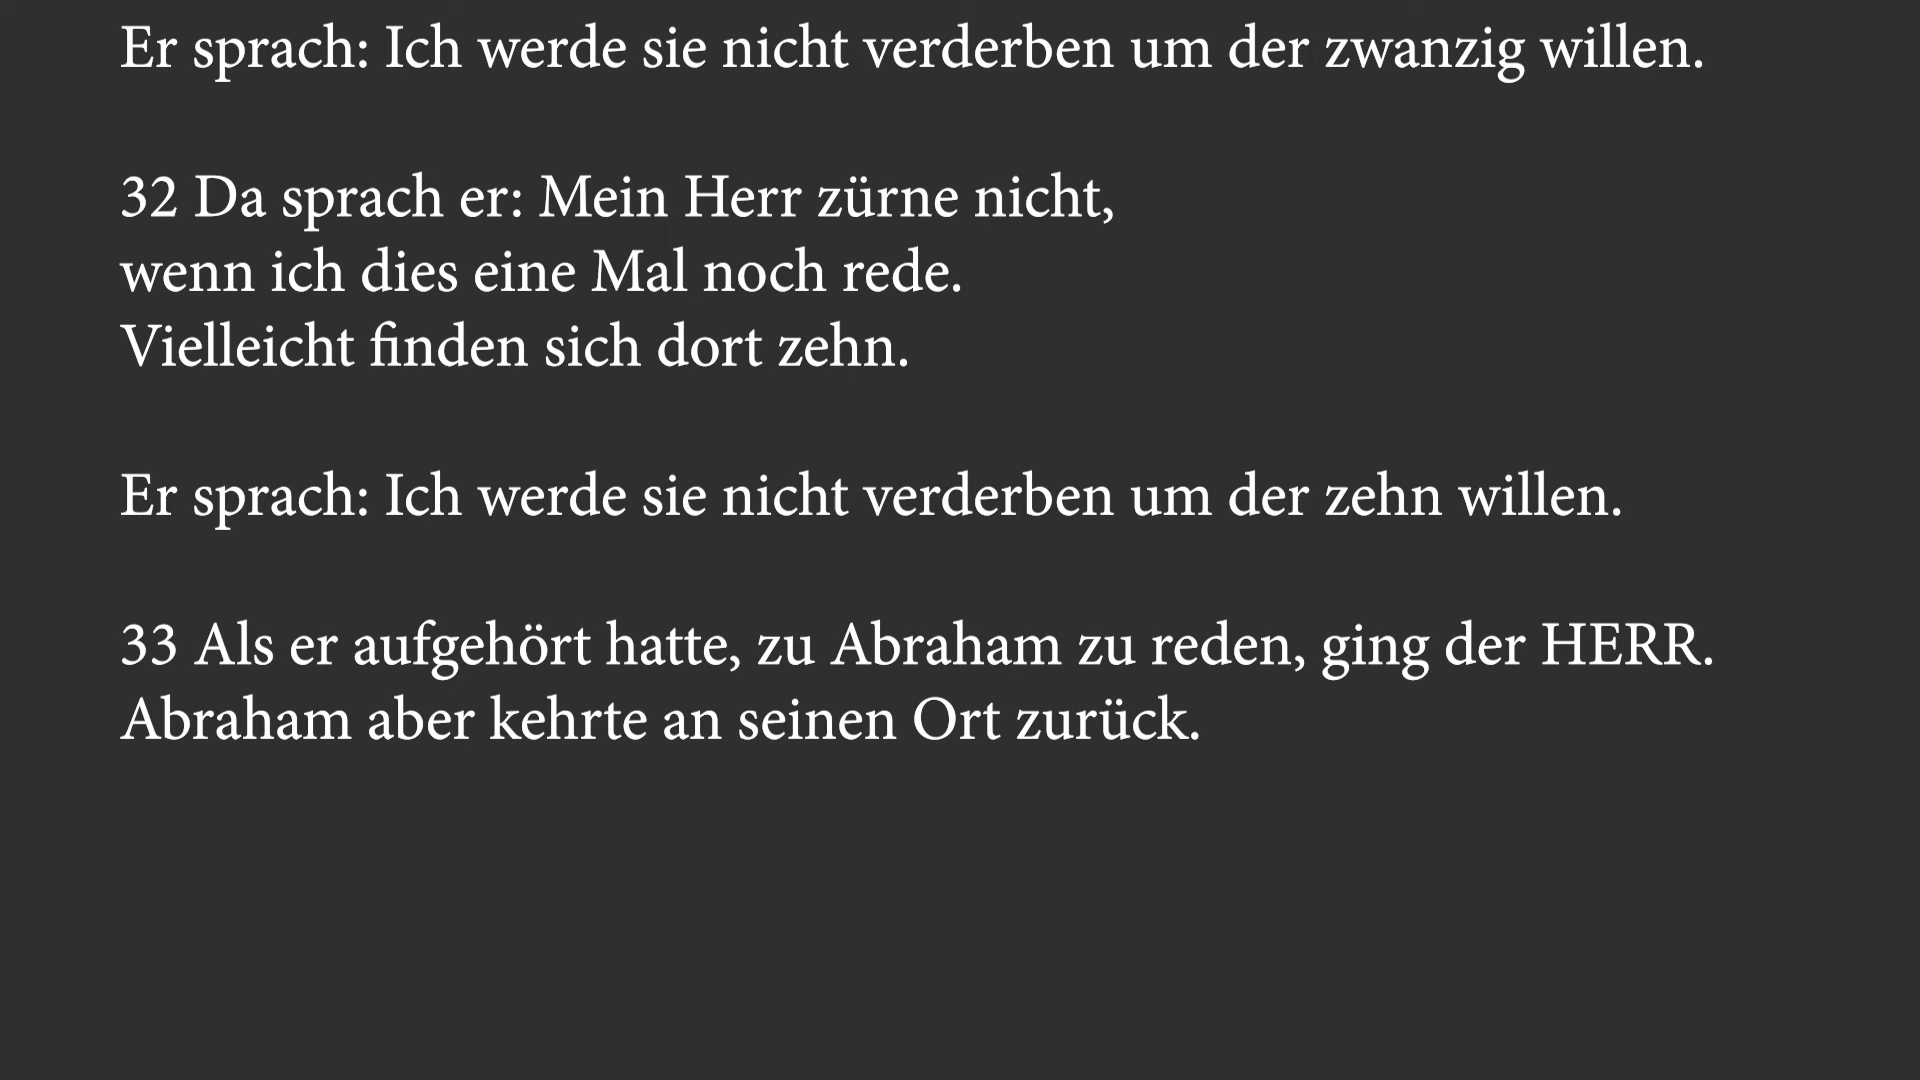 Er sprach: Ich werde sie nicht verderben um der zwanzig willen.
32 Da sprach er: Mein Herr zürne nicht,
wenn ich dies eine Mal noch rede.
Vielleicht finden sich dort zehn.
Er sprach: Ich werde sie nicht verderben um der zehn willen.
33 Als er aufgehört hatte, zu Abraham zu reden, ging der HERR.
Abraham aber kehrte an seinen Ort zurück.